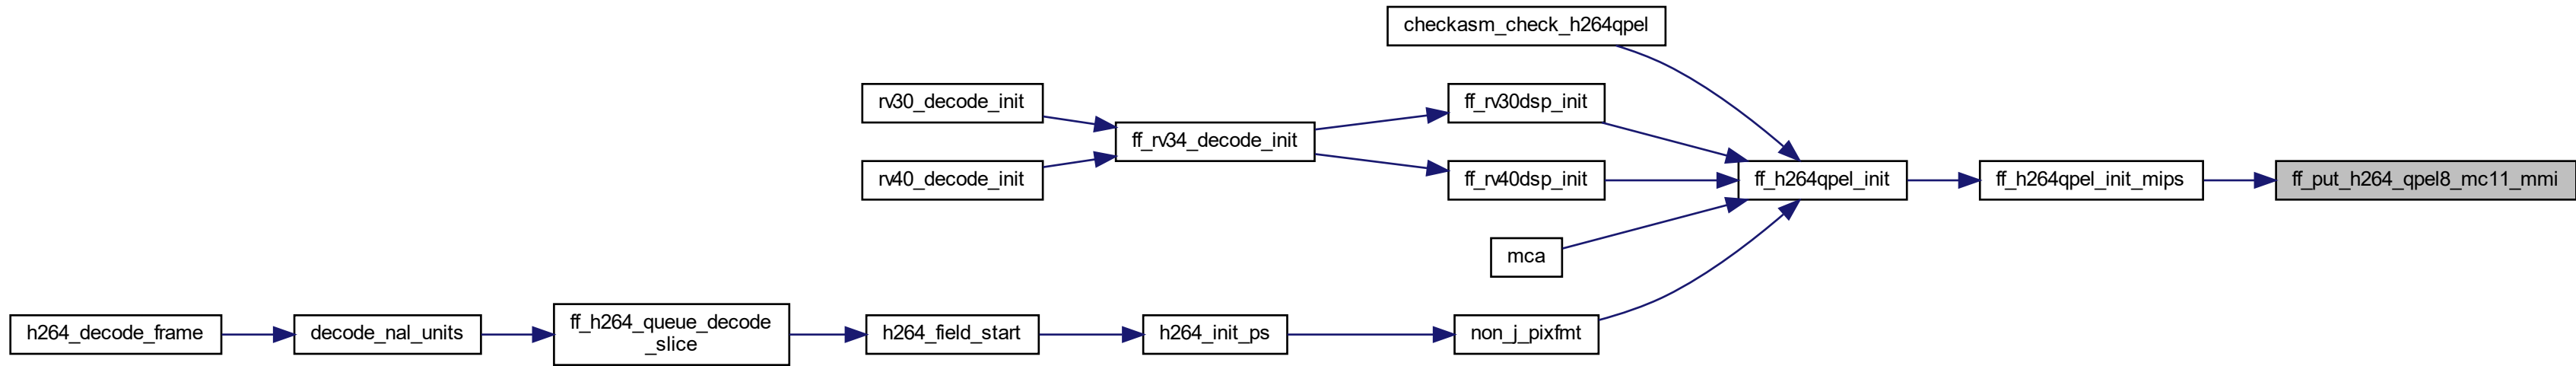 checkasm_check_h264qpel
rv30_decode_init
ff_rv30dsp_init
ff_rv34_decode_init
rv40_decode_init
ff_rv40dsp_init
ff_h264qpel_init
ff_h264qpel_init_mips
ff_put_h264_qpel8_mc11_mmi
mca
h264_decode_frame
decode_nal_units
ff_h264_queue_decode
_slice
h264_field_start
h264_init_ps
non_j_pixfmt